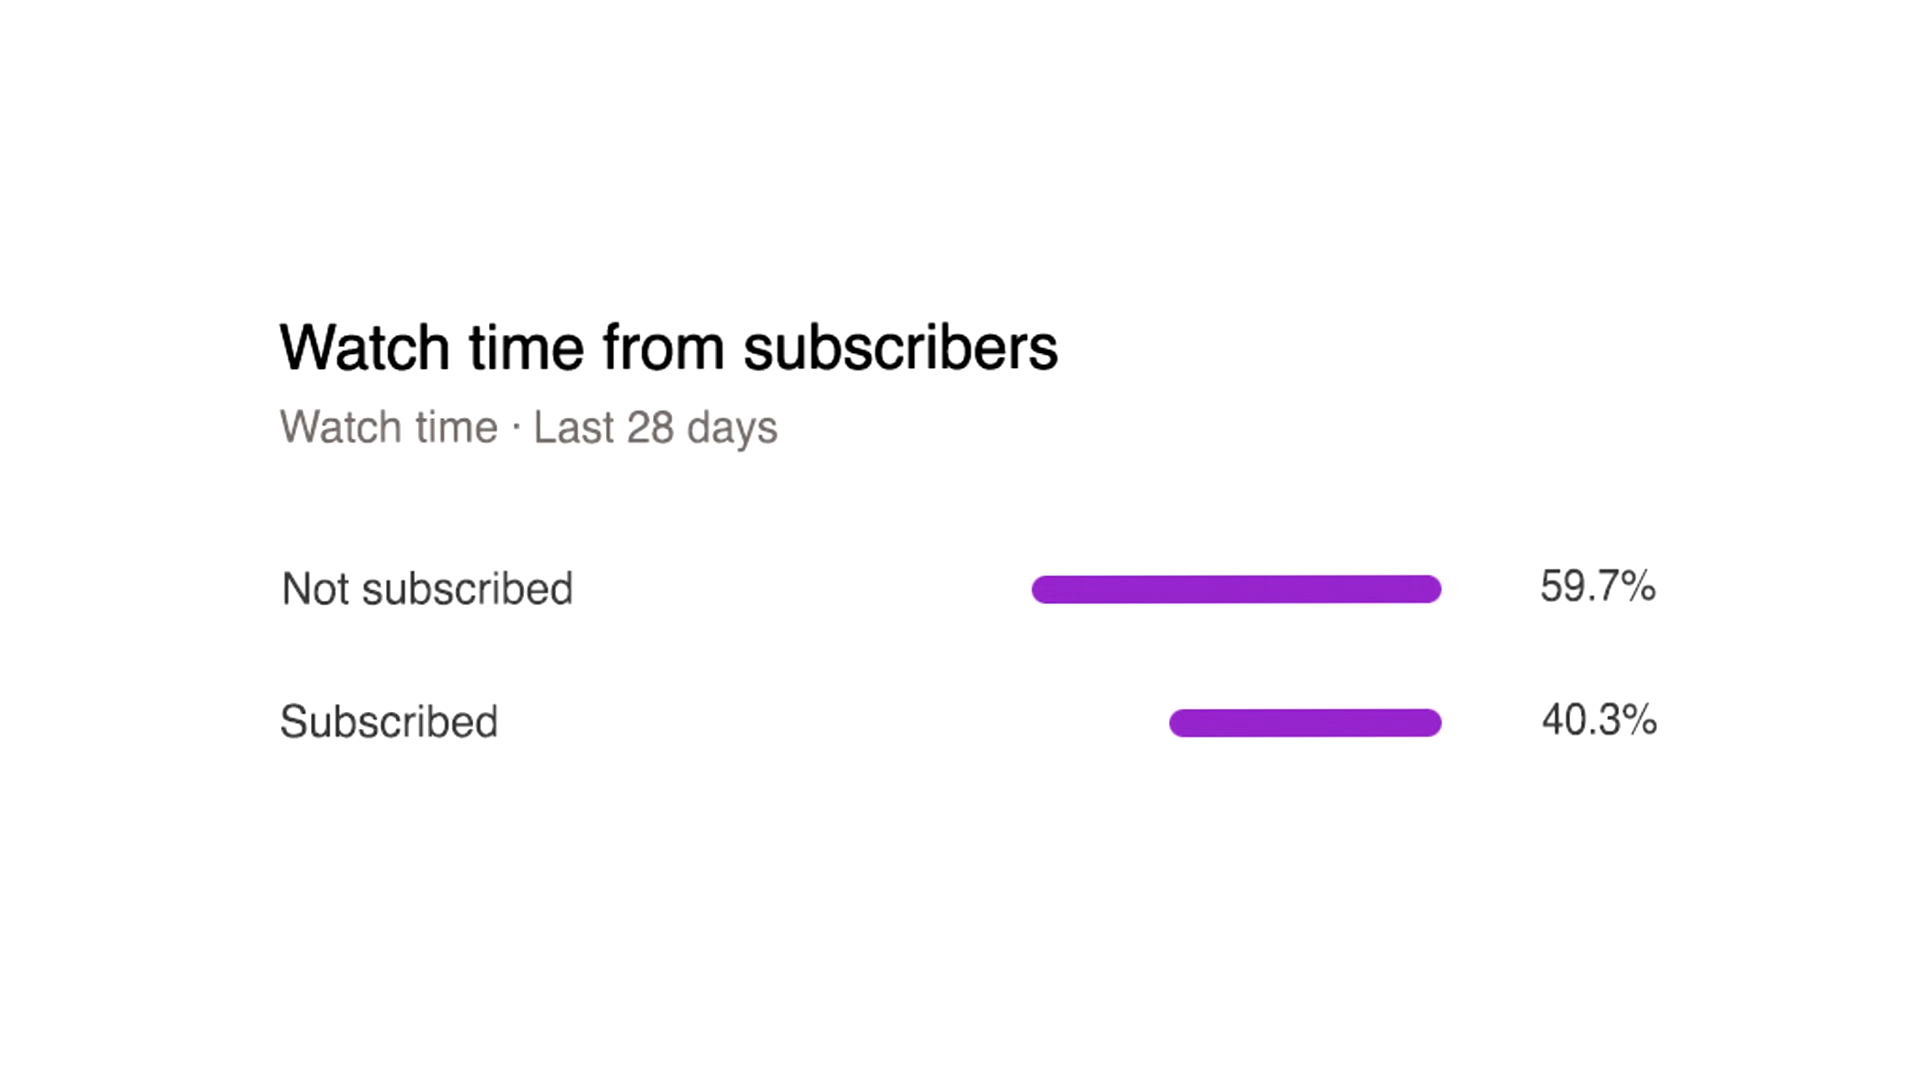 Watch time from subscribers
Watch time · Last 28 days
Not subscribed 59.7%
Subscribed 40.3%